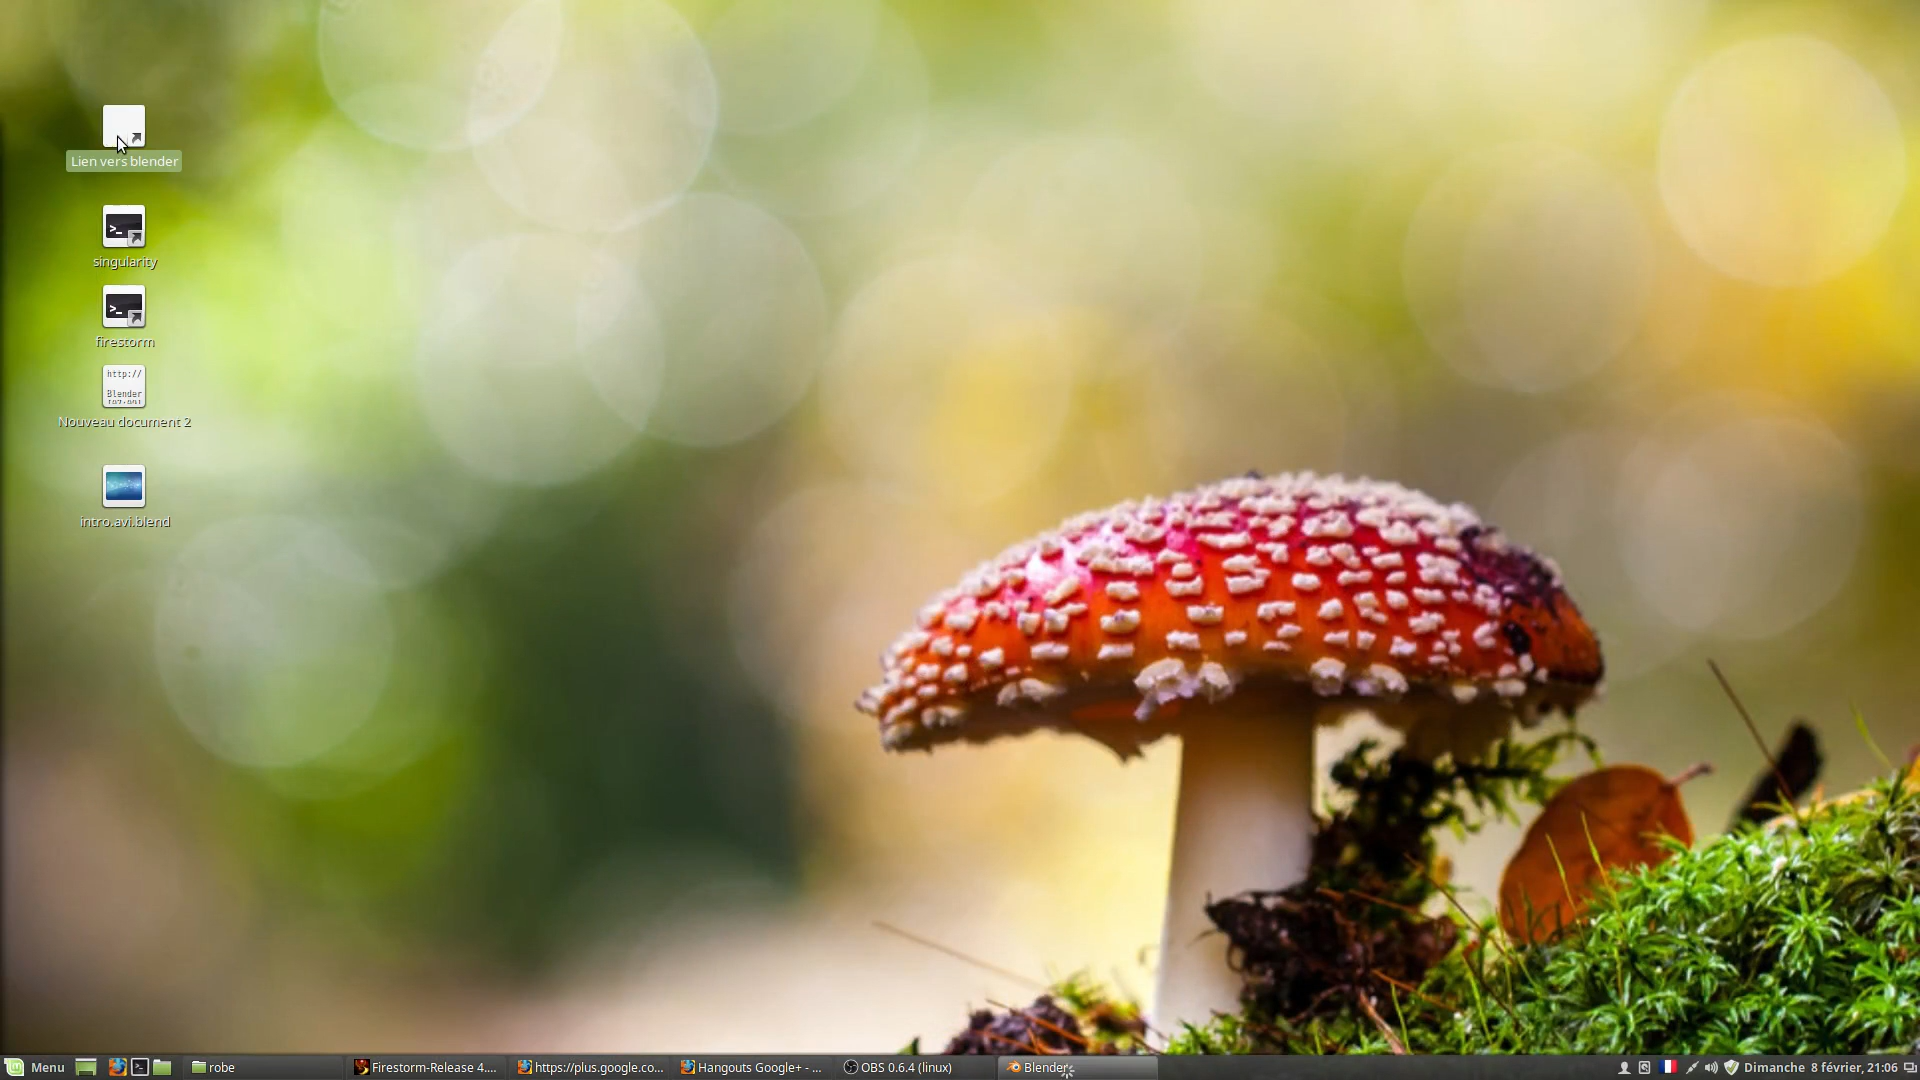 Lien vers blender
singularity
firestorm
http://
Blender
Nouveau document 2
intro.avi.blend
Menu
robe
Firestorm-Release 4....
https://plus.google.co...
Hangouts Google+ - ...
OBS 0.6.4 (linux)
Blender
Dimanche 8 février, 21:06